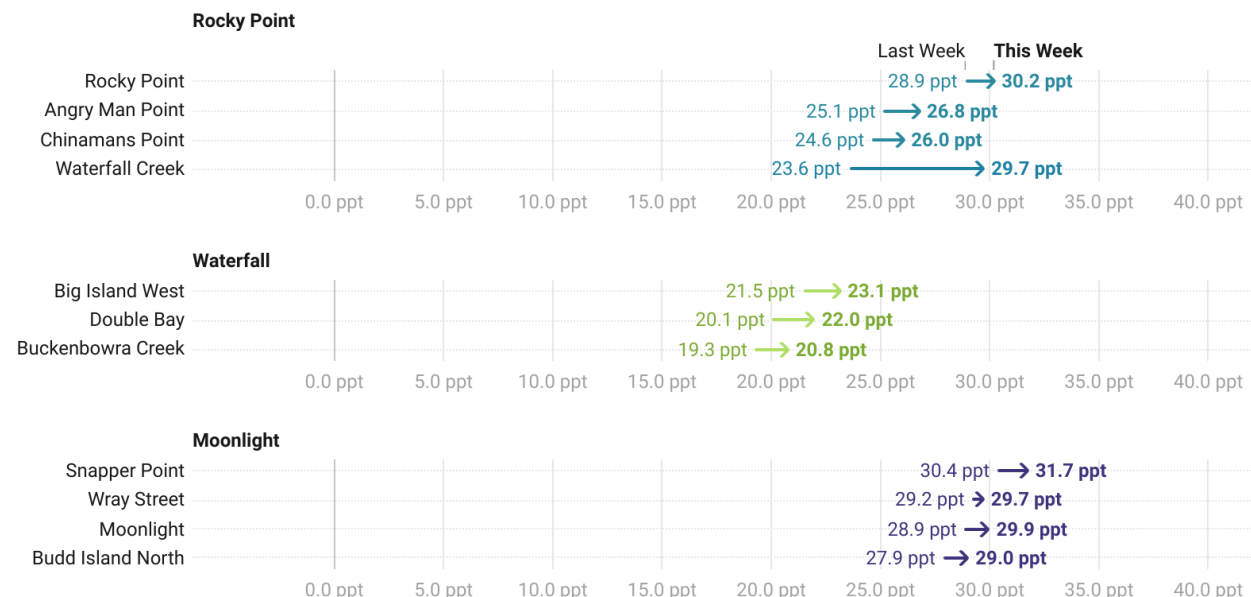 Rocky Point
Last Week This Week
Rocky Point 28.9 ppt 30.2 ppt
Angry Man Point 25.1 ppt 26.8 ppt
Chinamans Point 24.6 ppt 26.0 ppt
Waterfall Creek 23.6 ppt 29.7 ppt
0.0 ppt 5.0 ppt 10.0 ppt 15.0 ppt 20.0 ppt 25.0 ppt 30.0 ppt 35.0 ppt 40.0 ppt
Waterfall
Big Island West 21.5 ppt 23.1 ppt
Double Bay 20.1 ppt 22.0 ppt
Buckenbowra Creek 19.3 ppt 20.8 ppt
0.0 ppt 5.0 ppt 10.0 ppt 15.0 ppt 20.0 ppt 25.0 ppt 30.0 ppt 35.0 ppt 40.0 ppt
Moonlight
Snapper Point 30.4 ppt 31.7 ppt
Wray Street 29.2 ppt 29.7 ppt
Moonlight 28.9 ppt 29.9 ppt
Budd Island North 27.9 ppt 29.0 ppt
0.0 ppt 5.0 ppt 10.0 ppt 15.0 ppt 20.0 ppt 25.0 ppt 30.0 ppt 35.0 ppt 40.0 ppt